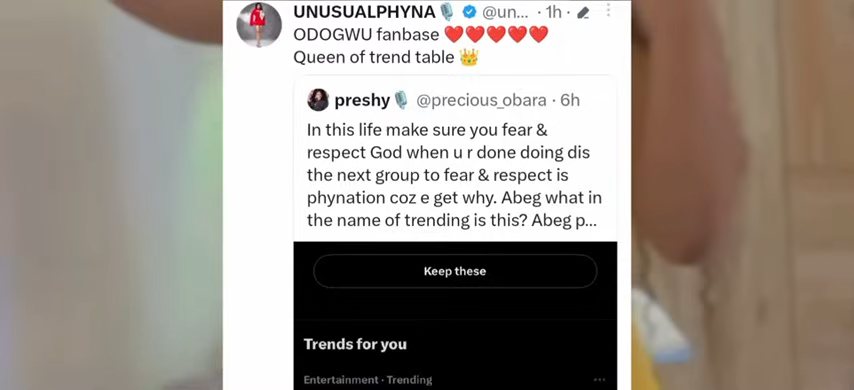 UNUSUALPHYNA🎙️ @un... · 1h ·
ODOGWU fanbase ❤️❤️❤️❤️❤️
Queen of trend table 👑
preshy🎙️ @precious_obara · 6h
In this life make sure you fear &
respect God when u r done doing dis
the next group to fear & respect is
phynation coz e get why. Abeg what in
the name of trending is this? Abeg p...
Keep these
Trends for you
Entertainment · Trending